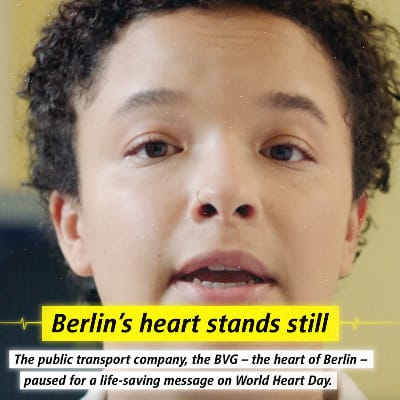 Berlin's heart stands still
The public transport company, the BVG – the heart of Berlin –
paused for a life-saving message on World Heart Day.